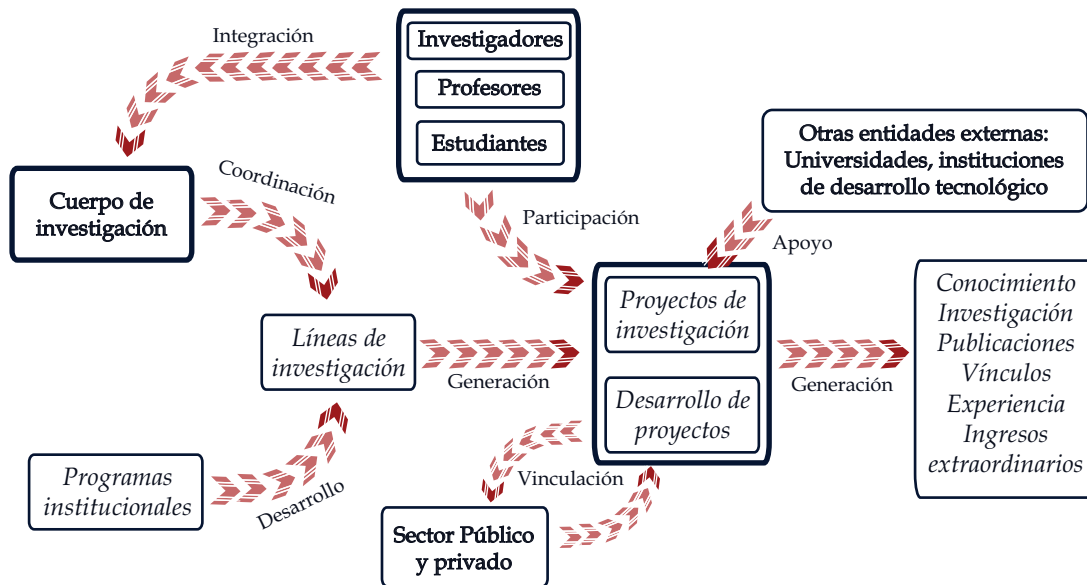 Integración
Investigadores
Profesores
Estudiantes
Otras entidades externas:
Universidades, instituciones
de desarrollo tecnológico
Cuerpo de
investigación
Coordinación
Participación
Apoyo
Líneas de
investigación
Generación
Proyectos de
investigación
Desarrollo de
proyectos
Generación
Conocimiento
Investigación
Publicaciones
Vínculos
Experiencia
Ingresos
extraordinarios
Programas
institucionales
Desarrollo
Vinculación
Sector Público
y privado